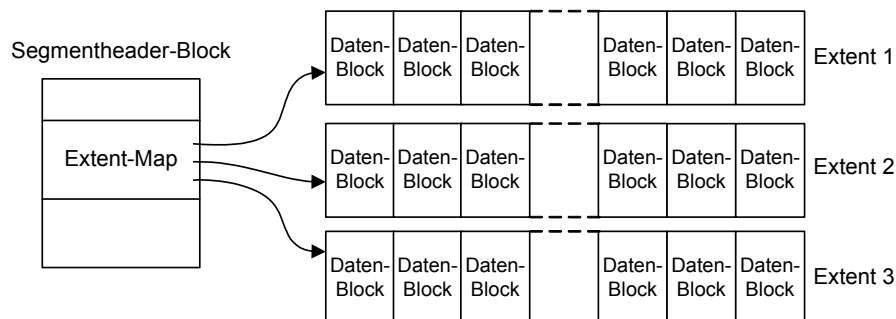 Segmentheader-Block
Extent-Map
Daten-
Block
Daten-
Block
Daten-
Block
Daten-
Block
Daten-
Block
Daten-
Block
Extent 1
Daten-
Block
Daten-
Block
Daten-
Block
Daten-
Block
Daten-
Block
Daten-
Block
Extent 2
Daten-
Block
Daten-
Block
Daten-
Block
Daten-
Block
Daten-
Block
Daten-
Block
Extent 3